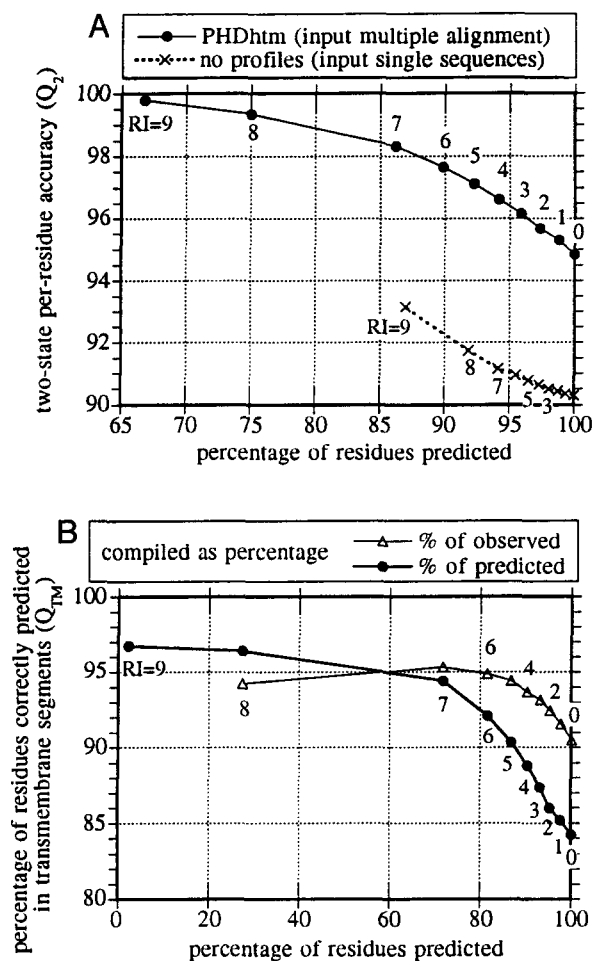 A
PHDhtm (input multiple alignment)
no profiles (input single sequences)
two-state per-residue accuracy (Q2)
100
98
96
94
92
90
RI=9
8
7
6
5
4
3
2
1
0
RI=9
8
7
5
3
65 70 75 80 85 90 95 100
percentage of residues predicted
B
compiled as percentage
% of observed
% of predicted
percentage of residues correctly predicted
in transmembrane segments (QTM)
100
95
90
85
80
RI=9
8
7
6
4
2
0
6
5
4
3
2
1
0
0 20 40 60 80 100
percentage of residues predicted